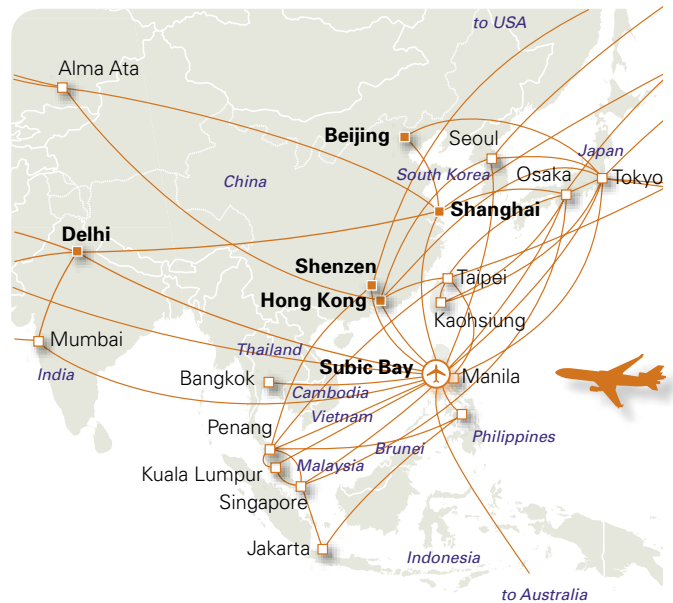 to USA
Alma Ata
Beijing
Seoul
Japan
South Korea
Osaka
Tokyo
China
Shanghai
Delhi
Shenzen
Taipei
Hong Kong
Kaohsiung
Mumbai
Thailand
Subic Bay
Manila
India
Bangkok
Cambodia
Vietnam
Penang
Philippines
Brunei
Malaysia
Kuala Lumpur
Singapore
Jakarta
Indonesia
to Australia